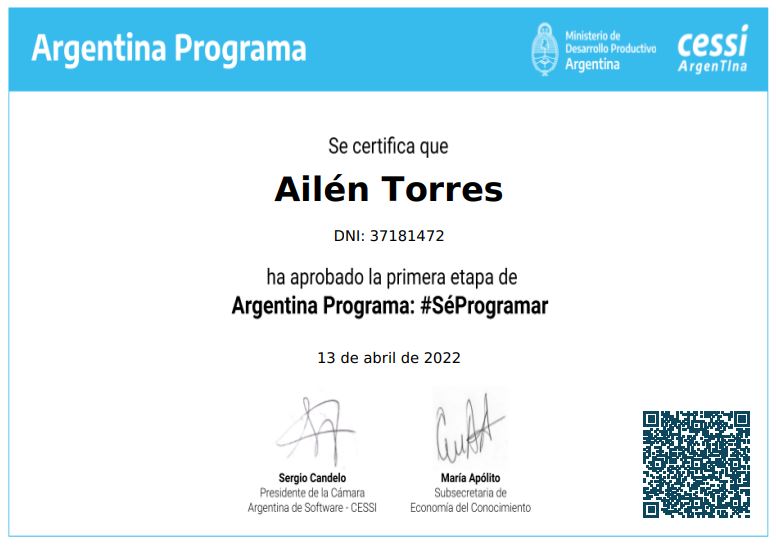 Argentina Programa
Ministerio de
Desarrollo Productivo
Argentina
cessi
ArgenTIna
Se certifica que
Ailén Torres
DNI: 37181472
ha aprobado la primera etapa de
Argentina Programa: #SéProgramar
13 de abril de 2022
Sergio Candelo
Presidente de la Cámara
Argentina de Software - CESSI
María Apólito
Subsecretaria de
Economía del Conocimiento